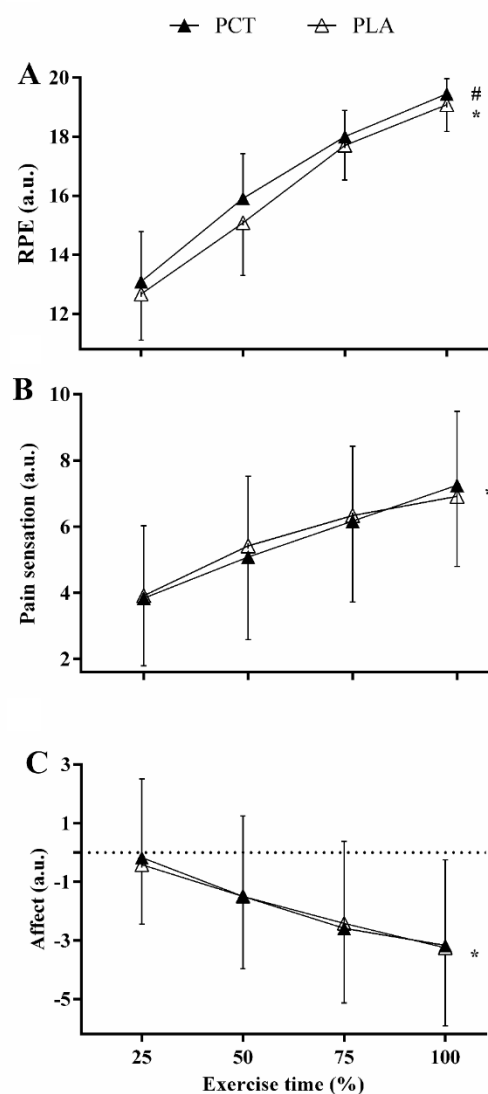 PCT PLA
A
RPE (a.u.)
20
18
16
14
12
#
*
B
Pain sensation (a.u.)
10
8
6
4
2
*
C
Affect (a.u.)
3
1
-1
-3
-5
*
25 50 75 100
Exercise time (%)